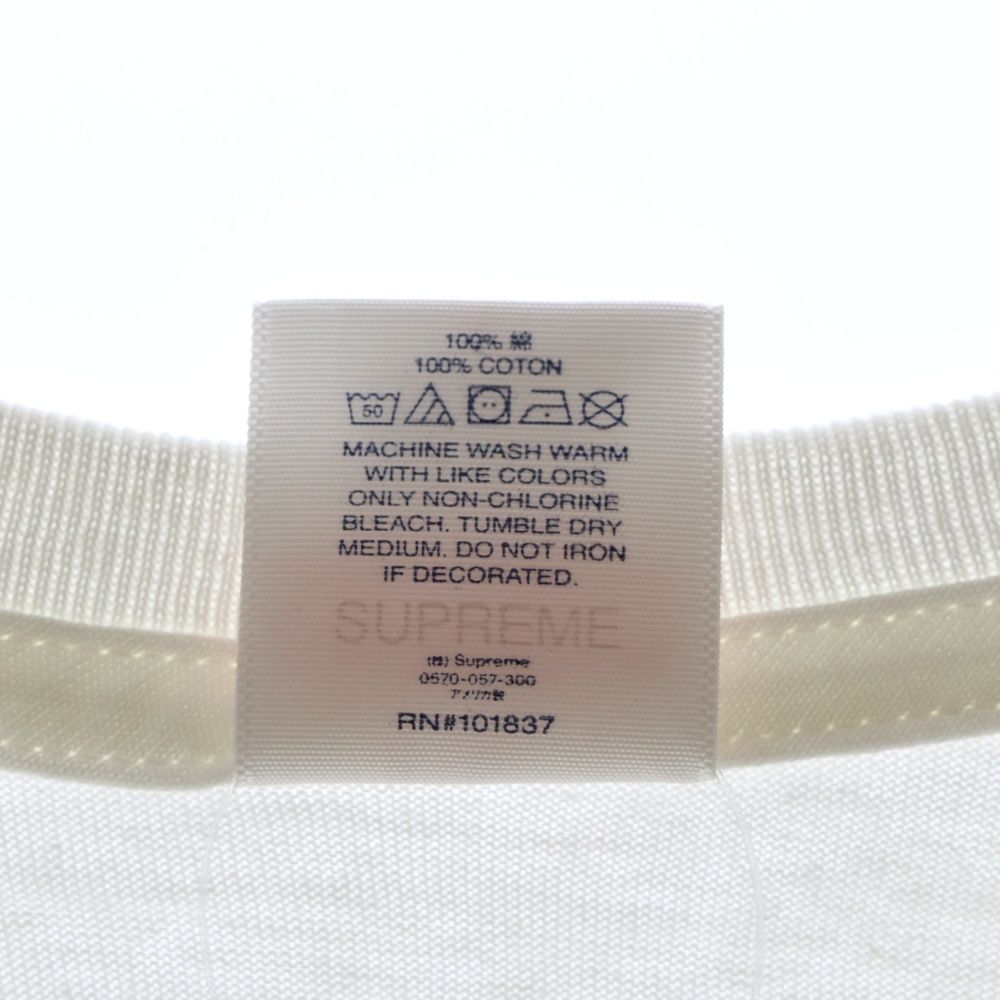 100% 綿
100% COTON
50
MACHINE WASH WARM
WITH LIKE COLORS
ONLY NON-CHLORINE
BLEACH. TUMBLE DRY
MEDIUM. DO NOT IRON
IF DECORATED.
SUPREME
(株) Supreme
0570-057-300
アメリカ製
RN#101837